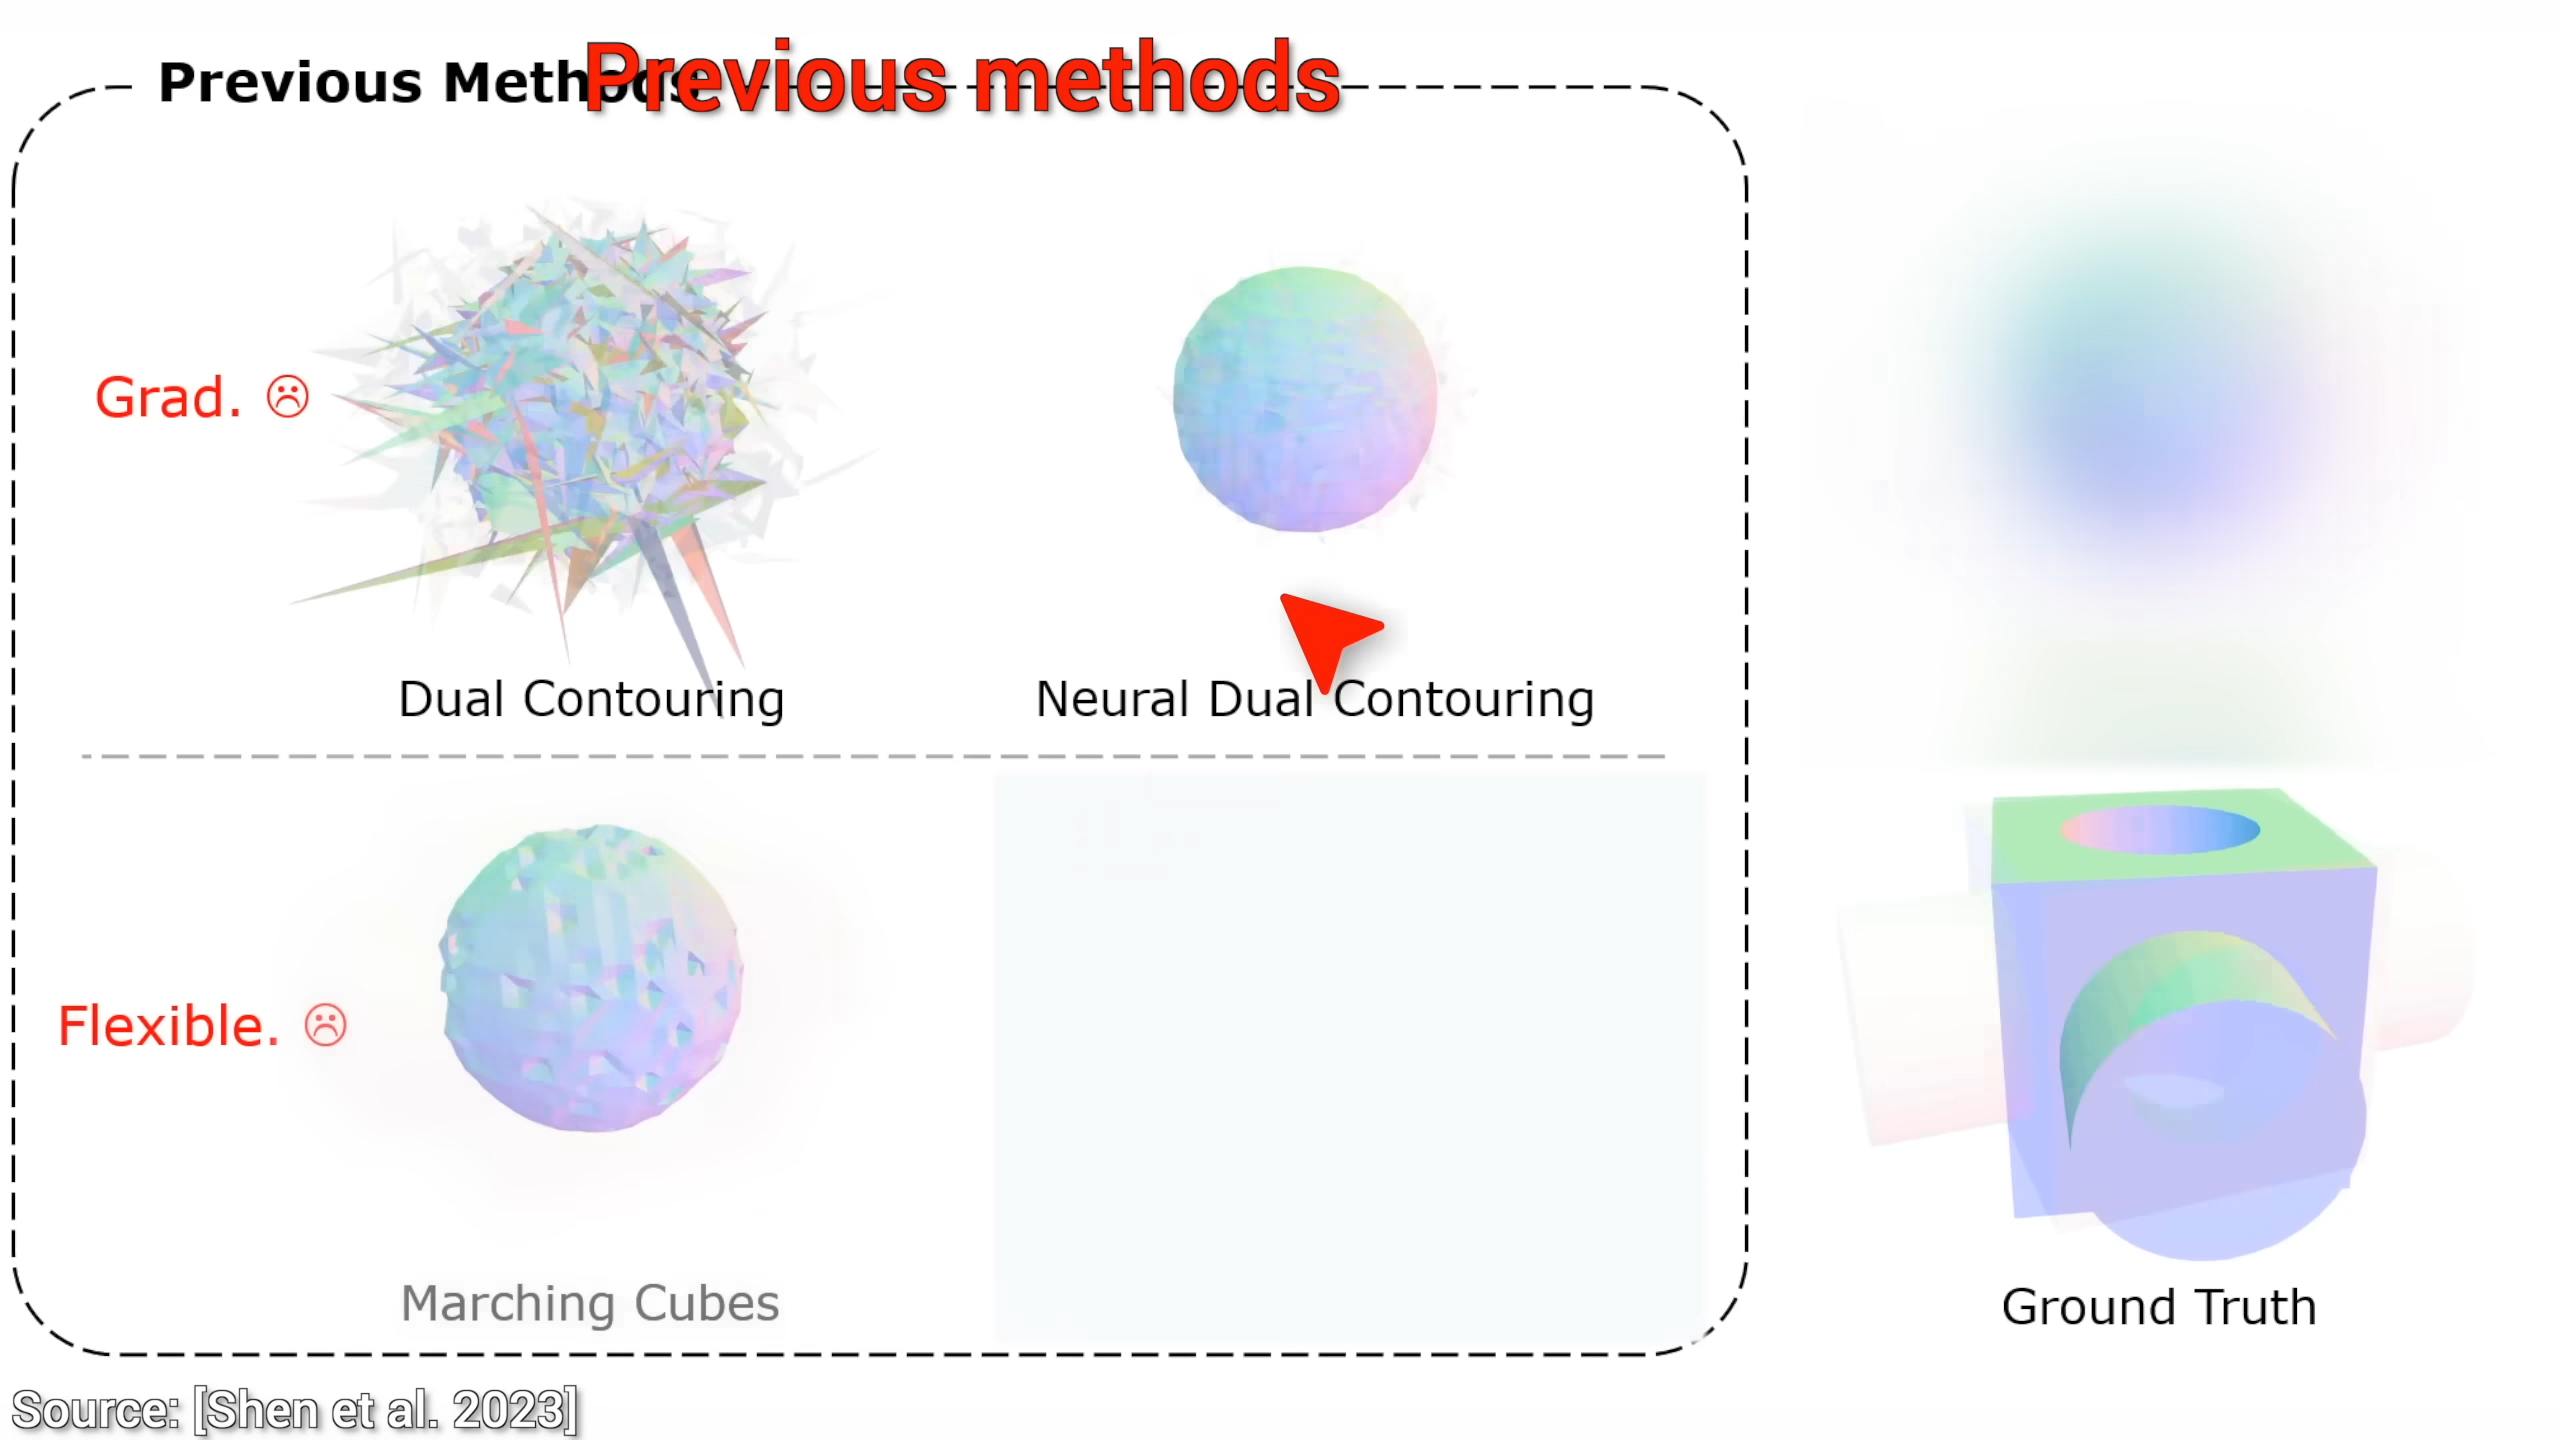 Previous Methods
Previous methods
Grad. ☹
Dual Contouring
Neural Dual Contouring
Flexible. ☹
Marching Cubes
Ground Truth
Source: [Shen et al. 2023]